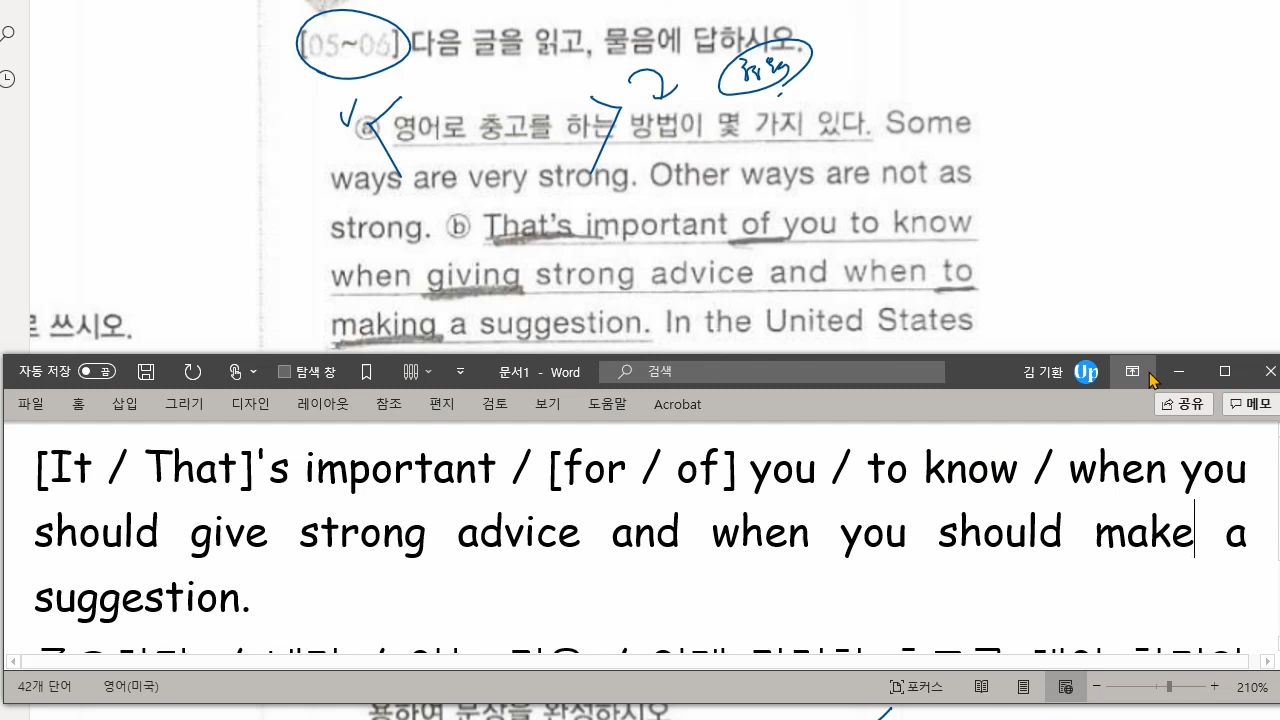 [05~06] 다음 글을 읽고, 물음에 답하시오.
ⓐ 영어로 충고를 하는 방법이 몇 가지 있다. Some
ways are very strong. Other ways are not as
strong. ⓑ That's important of you to know
when giving strong advice and when to
making a suggestion. In the United States
쓰시오.
자동 저장 끔 탐색 창 문서1 - Word 검색 김 기환 Up
파일 홈 삽입 그리기 디자인 레이아웃 참조 편지 검토 보기 도움말 Acrobat 공유 메모
[It / That]'s important / [for / of] you / to know / when you
should give strong advice and when you should make a
suggestion.
42개 단어 영어(미국) 포커스 210%
용하여 문장을 완성하시오